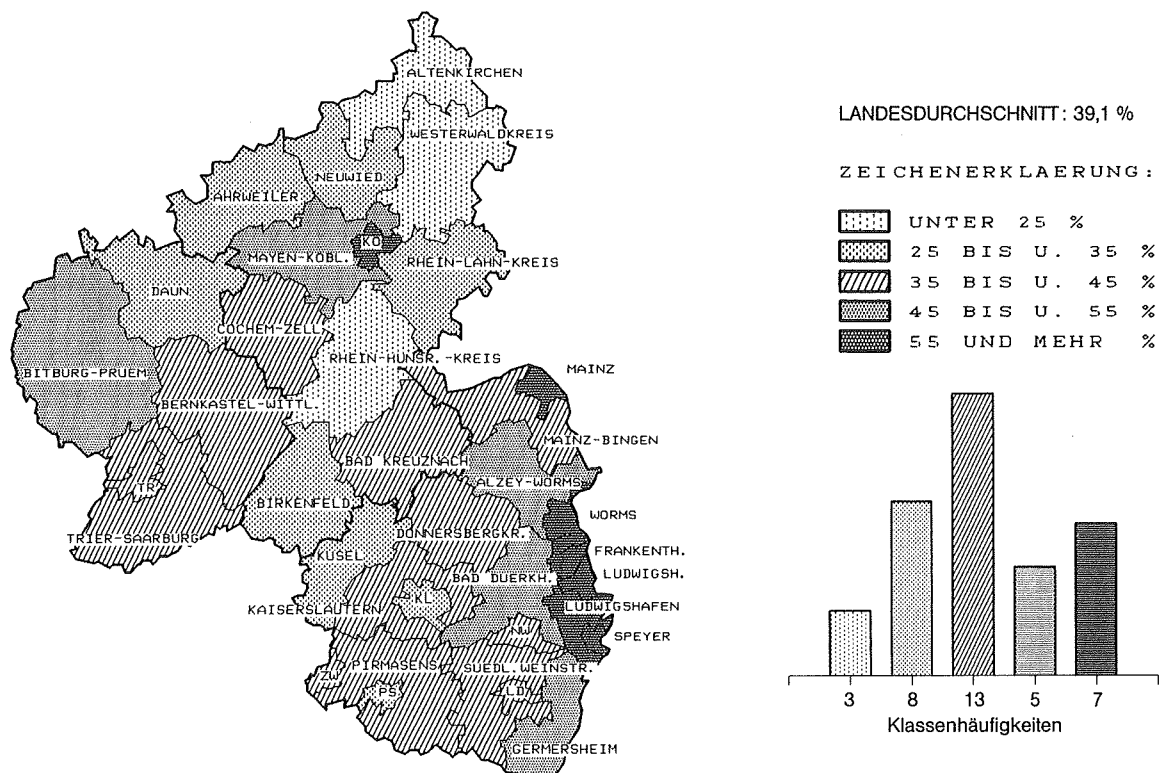 ALTENKIRCHEN
WESTERWALDKREIS
NEUWIED
AHRWEILER
KO
MAYEN-KOBL.
RHEIN-LAHN-KREIS
DAUN
COCHEM-ZELL
RHEIN-HUNSR.-KREIS
MAINZ
BITBURG-PRUEM
BERNKASTEL-WITTL.
MAINZ-BINGEN
BAD KREUZNACH
ALZEY-WORMS
TR
BIRKENFELD
WORMS
TRIER-SAARBURG
DONNERSBERGKR.
FRANKENTH.
KUSEL
LUDWIGSH.
BAD DUERKH.
KL
KAISERSLAUTERN
LUDWIGSHAFEN
NW
SPEYER
PIRMASENS
SUEDL. WEINSTR.
ZW
PS
LD
GERMERSHEIM
LANDESDURCHSCHNITT: 39,1 %
ZEICHENERKLAERUNG:
UNTER 25 %
25 BIS U. 35 %
35 BIS U. 45 %
45 BIS U. 55 %
55 UND MEHR %
3 8 13 5 7
Klassenhäufigkeiten